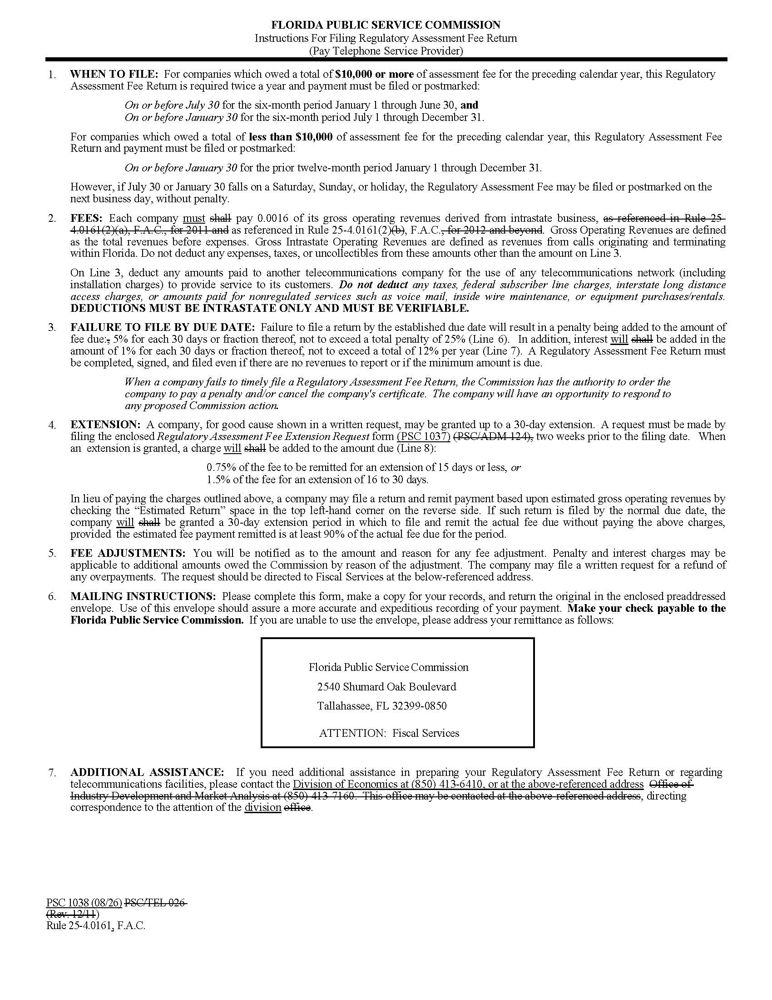 FLORIDA PUBLIC SERVICE COMMISSION
Instructions For Filing Regulatory Assessment Fee Return
(Pay Telephone Service Provider)
1. WHEN TO FILE: For companies which owed a total of $10,000 or more of assessment fee for the preceding calendar year, this Regulatory
Assessment Fee Return is required twice a year and payment must be filed or postmarked:
On or before July 30 for the six-month period January 1 through June 30, and
On or before January 30 for the six-month period July 1 through December 31.
For companies which owed a total of less than $10,000 of assessment fee for the preceding calendar year, this Regulatory Assessment Fee
Return and payment must be filed or postmarked:
On or before January 30 for the prior twelve-month period January 1 through December 31.
However, if July 30 or January 30 falls on a Saturday, Sunday, or holiday, the Regulatory Assessment Fee may be filed or postmarked on the
next business day, without penalty.
2. FEES: Each company must shall pay 0.0016 of its gross operating revenues derived from intrastate business, as referenced in Rule 25-
4.0161(2)(a), F.A.C., for 2011 and as referenced in Rule 25-4.0161(2)(b), F.A.C., for 2012 and beyond. Gross Operating Revenues are defined
as the total revenues before expenses. Gross Intrastate Operating Revenues are defined as revenues from calls originating and terminating
within Florida. Do not deduct any expenses, taxes, or uncollectibles from these amounts other than the amount on Line 3.
On Line 3, deduct any amounts paid to another telecommunications company for the use of any telecommunications network (including
installation charges) to provide service to its customers. Do not deduct any taxes, federal subscriber line charges, interstate long distance
access charges, or amounts paid for nonregulated services such as voice mail, inside wire maintenance, or equipment purchases/rentals.
DEDUCTIONS MUST BE INTRASTATE ONLY AND MUST BE VERIFIABLE.
3. FAILURE TO FILE BY DUE DATE: Failure to file a return by the established due date will result in a penalty being added to the amount of
fee due:, 5% for each 30 days or fraction thereof, not to exceed a total penalty of 25% (Line 6). In addition, interest will shall be added in the
amount of 1% for each 30 days or fraction thereof, not to exceed a total of 12% per year (Line 7). A Regulatory Assessment Fee Return must
be completed, signed, and filed even if there are no revenues to report or if the minimum amount is due.
When a company fails to timely file a Regulatory Assessment Fee Return, the Commission has the authority to order the
company to pay a penalty and/or cancel the company's certificate. The company will have an opportunity to respond to
any proposed Commission action.
4. EXTENSION: A company, for good cause shown in a written request, may be granted up to a 30-day extension. A request must be made by
filing the enclosed Regulatory Assessment Fee Extension Request form (PSC 1037) (PSC/ADM 124), two weeks prior to the filing date. When
an extension is granted, a charge will shall be added to the amount due (Line 8):
0.75% of the fee to be remitted for an extension of 15 days or less, or
1.5% of the fee for an extension of 16 to 30 days.
In lieu of paying the charges outlined above, a company may file a return and remit payment based upon estimated gross operating revenues by
checking the “Estimated Return” space in the top left-hand corner on the reverse side. If such return is filed by the normal due date, the
company will shall be granted a 30-day extension period in which to file and remit the actual fee due without paying the above charges,
provided the estimated fee payment remitted is at least 90% of the actual fee due for the period.
5. FEE ADJUSTMENTS: You will be notified as to the amount and reason for any fee adjustment. Penalty and interest charges may be
applicable to additional amounts owed the Commission by reason of the adjustment. The company may file a written request for a refund of
any overpayments. The request should be directed to Fiscal Services at the below-referenced address.
6. MAILING INSTRUCTIONS: Please complete this form, make a copy for your records, and return the original in the enclosed preaddressed
envelope. Use of this envelope should assure a more accurate and expeditious recording of your payment. Make your check payable to the
Florida Public Service Commission. If you are unable to use the envelope, please address your remittance as follows:
Florida Public Service Commission
2540 Shumard Oak Boulevard
Tallahassee, FL 32399-0850
ATTENTION: Fiscal Services
7. ADDITIONAL ASSISTANCE: If you need additional assistance in preparing your Regulatory Assessment Fee Return or regarding
telecommunications facilities, please contact the Division of Economics at (850) 413-6410, or at the above-referenced address Office of
Industry Development and Market Analysis at (850) 413-7160. This office may be contacted at the above-referenced address, directing
correspondence to the attention of the division office.
PSC 1038 (08/26) PSC/TEL 026
(Rev. 12/11)
Rule 25-4.0161, F.A.C.